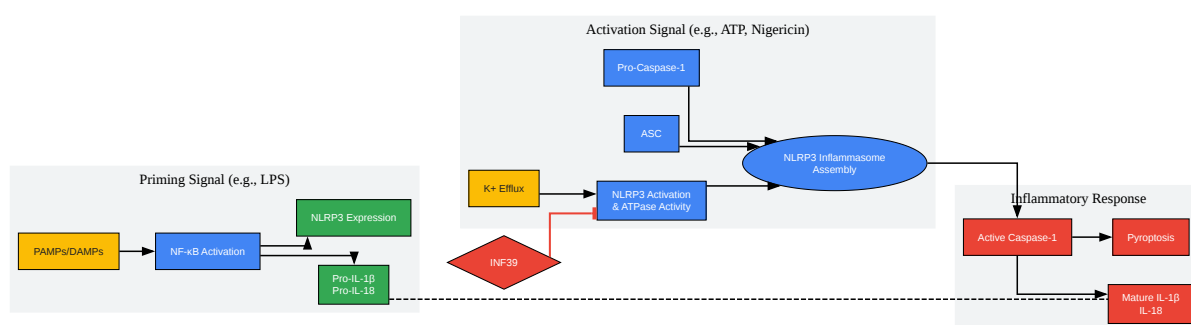 Activation Signal (e.g., ATP, Nigericin)
Pro-Caspase-1
ASC
NLRP3 Inflammasome
Assembly
K+ Efflux
NLRP3 Activation
& ATPase Activity
INF39
Priming Signal (e.g., LPS)
NLRP3 Expression
PAMPs/DAMPs
NF-κB Activation
Pro-IL-1β
Pro-IL-18
Inflammatory Response
Active Caspase-1
Pyroptosis
Mature IL-1β
IL-18